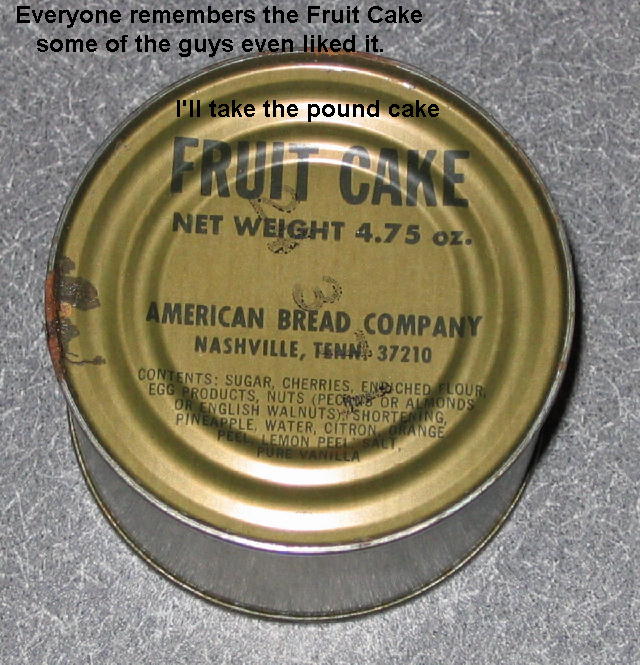 Everyone remembers the Fruit Cake
some of the guys even liked it.
I'll take the pound cake
FRUIT CAKE
NET WEIGHT 4.75 oz.
3
AMERICAN BREAD COMPANY
NASHVILLE, TENN. 37210
CONTENTS: SUGAR, CHERRIES, ENRICHED FLOUR,
EGG PRODUCTS, NUTS (PECANS OR ALMONDS
OR ENGLISH WALNUTS), SHORTENING,
PINEAPPLE, WATER, CITRON, ORANGE
PEEL, LEMON PEEL, SALT,
PURE VANILLA